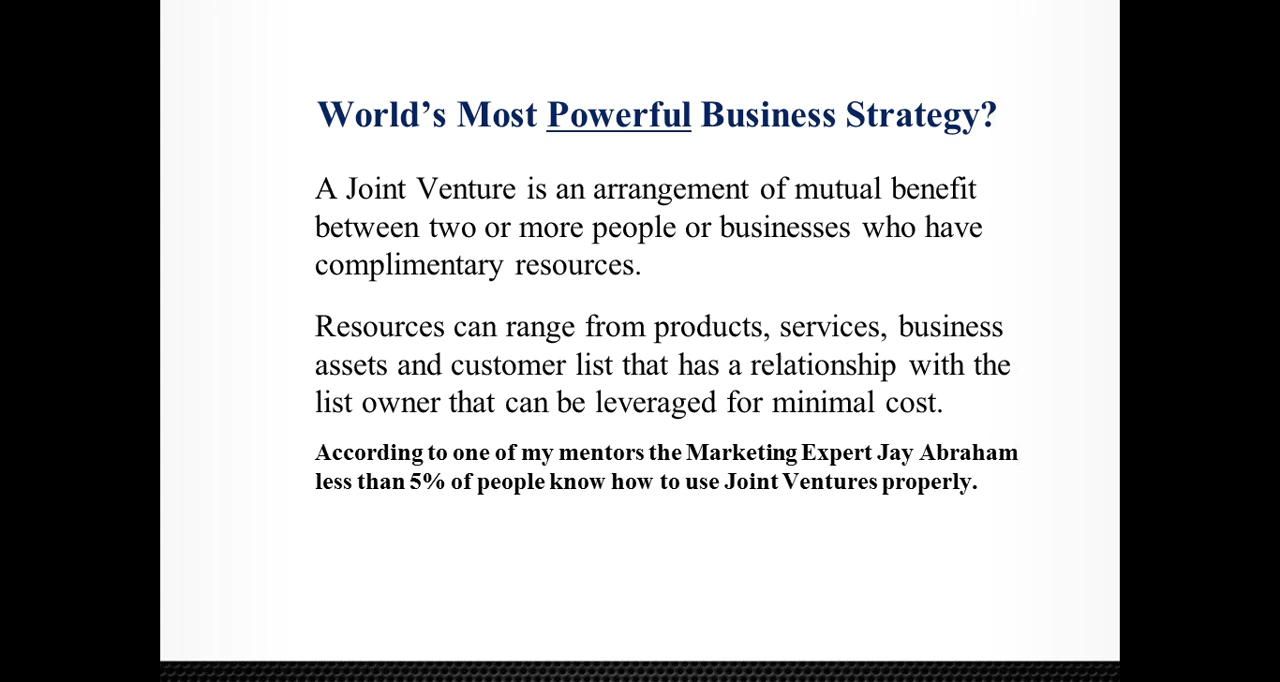 World’s Most Powerful Business Strategy?
A Joint Venture is an arrangement of mutual benefit
between two or more people or businesses who have
complimentary resources.
Resources can range from products, services, business
assets and customer list that has a relationship with the
list owner that can be leveraged for minimal cost.
According to one of my mentors the Marketing Expert Jay Abraham
less than 5% of people know how to use Joint Ventures properly.